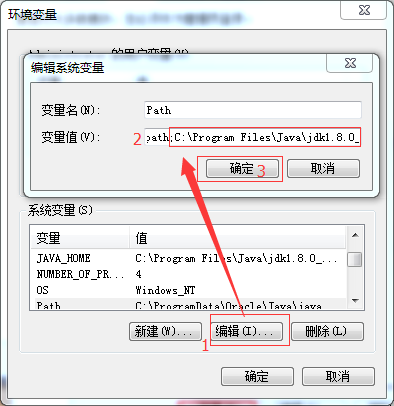 环境变量
的用户变量(U)
编辑系统变量
变量名(N): Path
变量值(V): 2 path;C:\Program Files\Java\jdk1.8.0_
确定 3 取消
系统变量(S)
变量 值
JAVA_HOME C:\Program Files\Java\jdk1.8.0_...
NUMBER_OF_PR... 4
OS Windows_NT
Path C:\ProgramData\Oracle\Java\java
新建(W)... 编辑(I)... 删除(L)
1
确定 取消